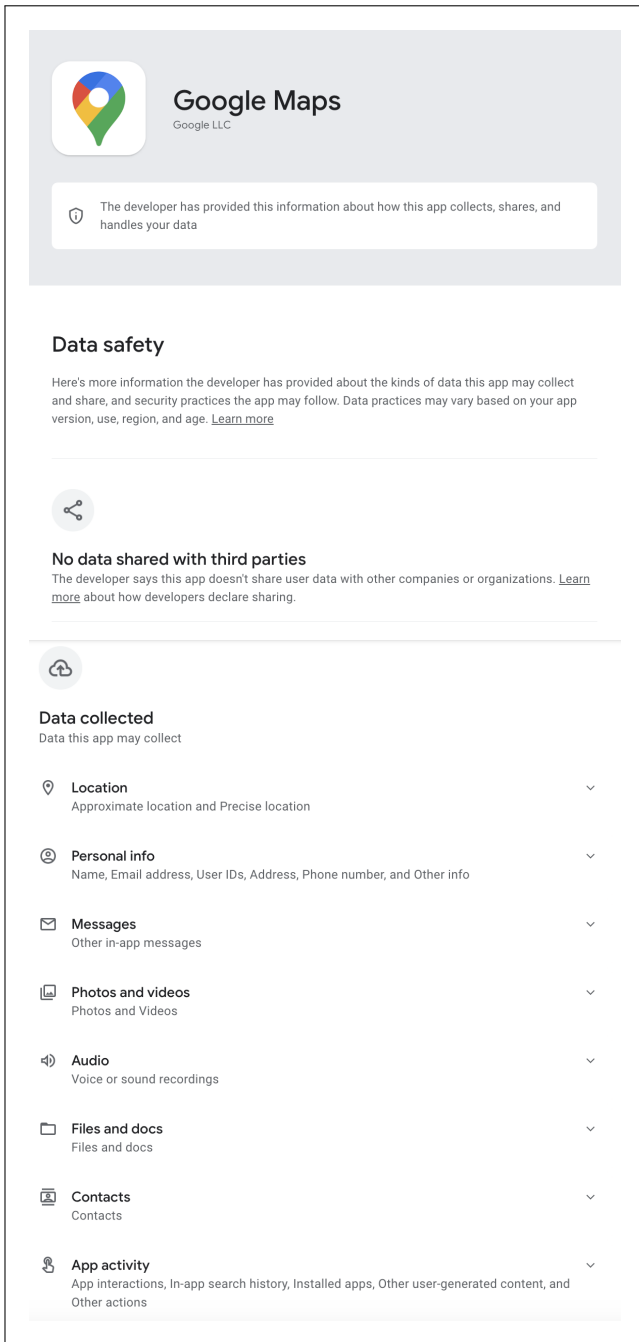 Google Maps
Google LLC
The developer has provided this information about how this app collects, shares, and
handles your data
Data safety
Here's more information the developer has provided about the kinds of data this app may collect
and share, and security practices the app may follow. Data practices may vary based on your app
version, use, region, and age. Learn more
No data shared with third parties
The developer says this app doesn't share user data with other companies or organizations. Learn
more about how developers declare sharing.
Data collected
Data this app may collect
Location
Approximate location and Precise location
Personal info
Name, Email address, User IDs, Address, Phone number, and Other info
Messages
Other in-app messages
Photos and videos
Photos and Videos
Audio
Voice or sound recordings
Files and docs
Files and docs
Contacts
Contacts
App activity
App interactions, In-app search history, Installed apps, Other user-generated content, and
Other actions